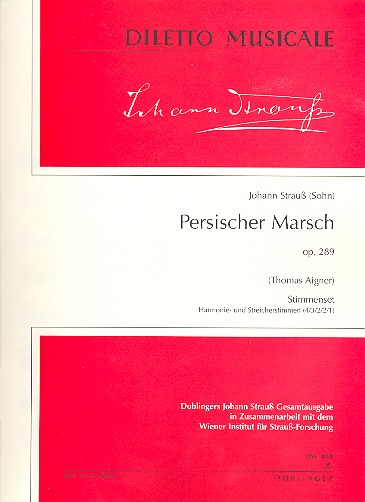 DILETTO MUSICALE
Johann Strauß
Johann Strauß (Sohn)
Persischer Marsch
op. 289
(Thomas Aigner)
Stimmenset
Harmonie- und Streicherstimmen (4/3/2/2/1)
Doblingers Johann Strauß Gesamtausgabe
in Zusammenarbeit mit dem
Wiener Institut für Strauß-Forschung
DOBLINGER